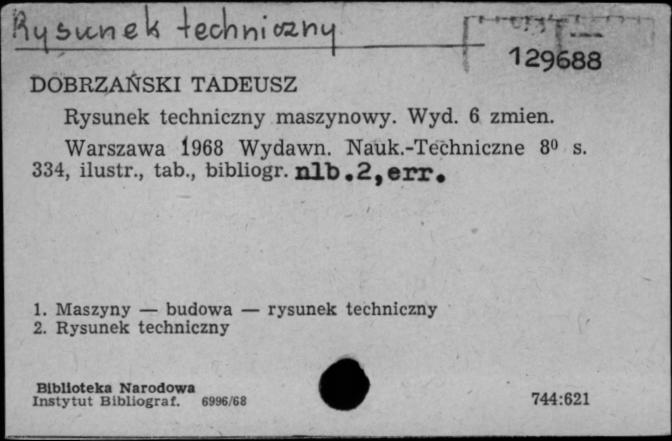 Rysunek techniczny
129688
DOBRZAŃSKI TADEUSZ
Rysunek techniczny maszynowy. Wyd. 6 zmien.
Warszawa 1968 Wydawn. Nauk.-Techniczne 8⁰ s.
334, ilustr., tab., bibliogr. nlb.2,err.
1. Maszyny — budowa — rysunek techniczny
2. Rysunek techniczny
Biblioteka Narodowa
Instytut Bibliograf. 6996/68
744:621